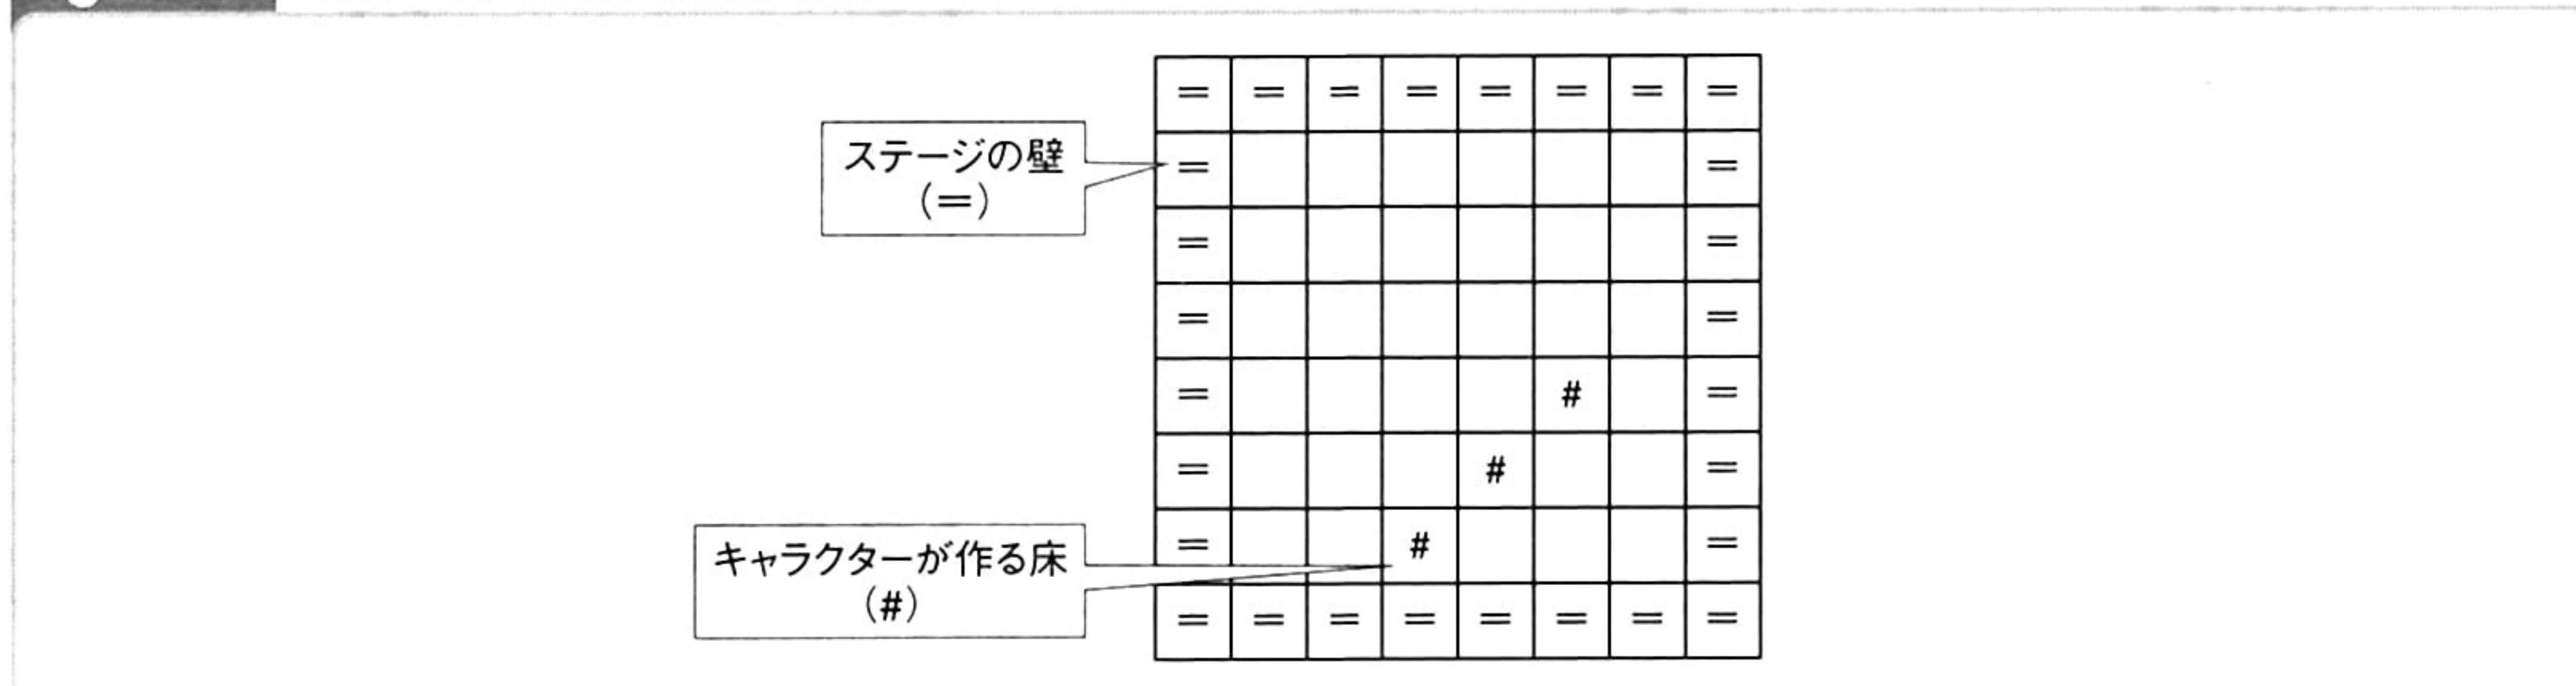 = = = = = = = =
ステージの壁
(=)
= =
= =
= =
= # =
= # =
キャラクターが作る床
(#)
= # =
= = = = = = = =